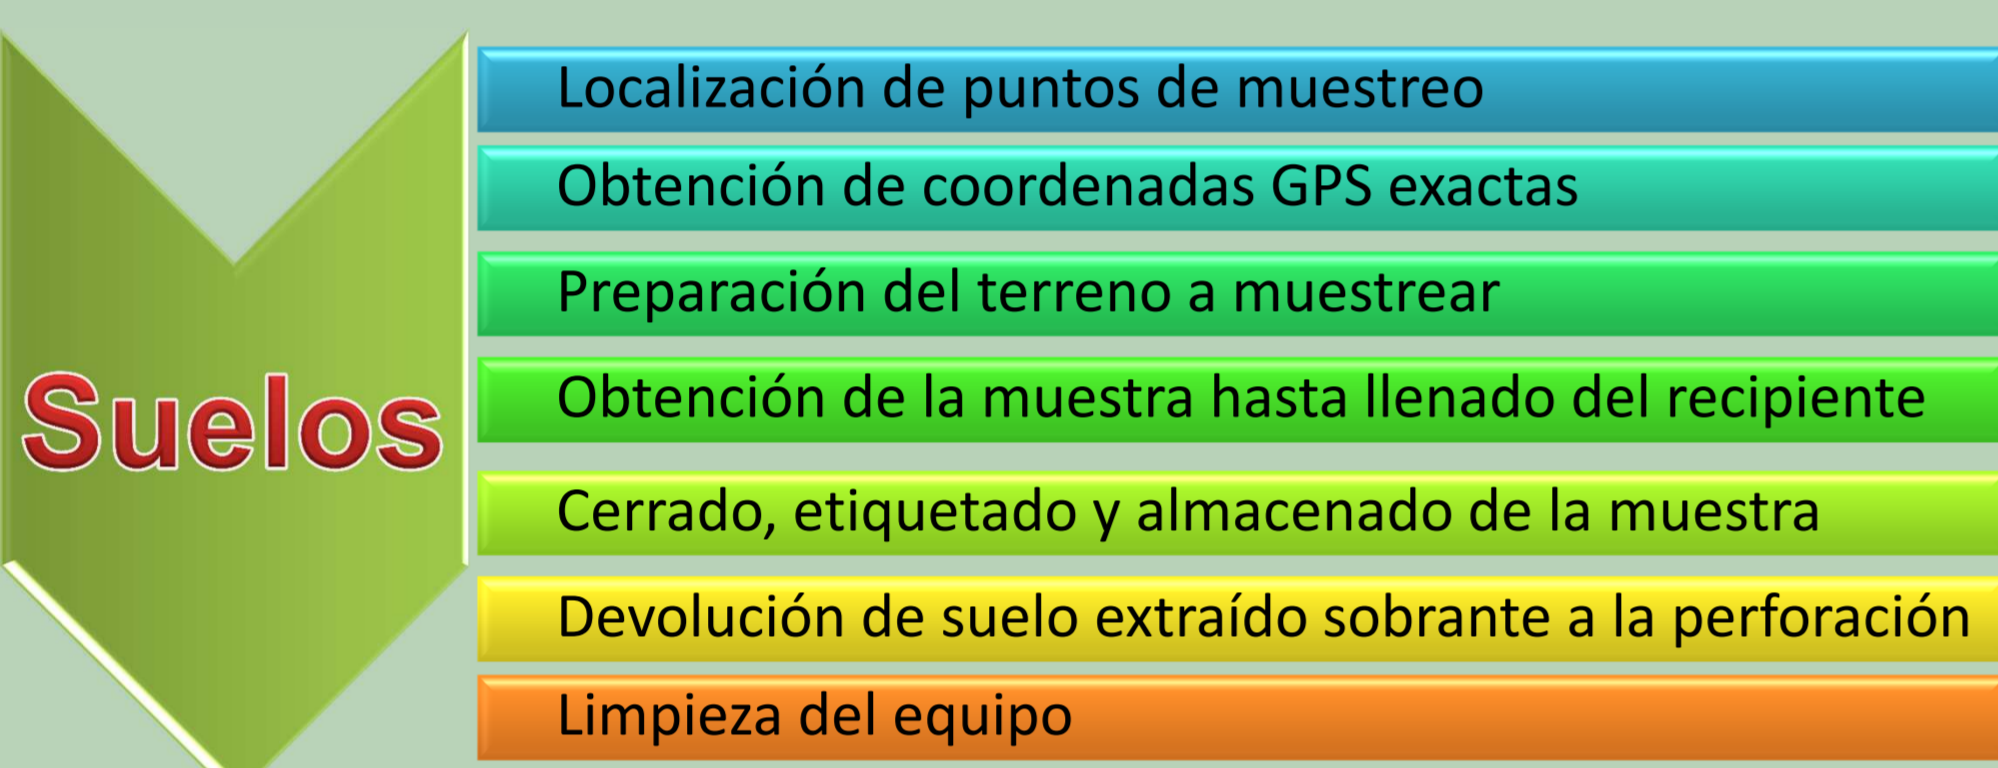 Suelos
Localización de puntos de muestreo
Obtención de coordenadas GPS exactas
Preparación del terreno a muestrear
Obtención de la muestra hasta llenado del recipiente
Cerrado, etiquetado y almacenado de la muestra
Devolución de suelo extraído sobrante a la perforación
Limpieza del equipo